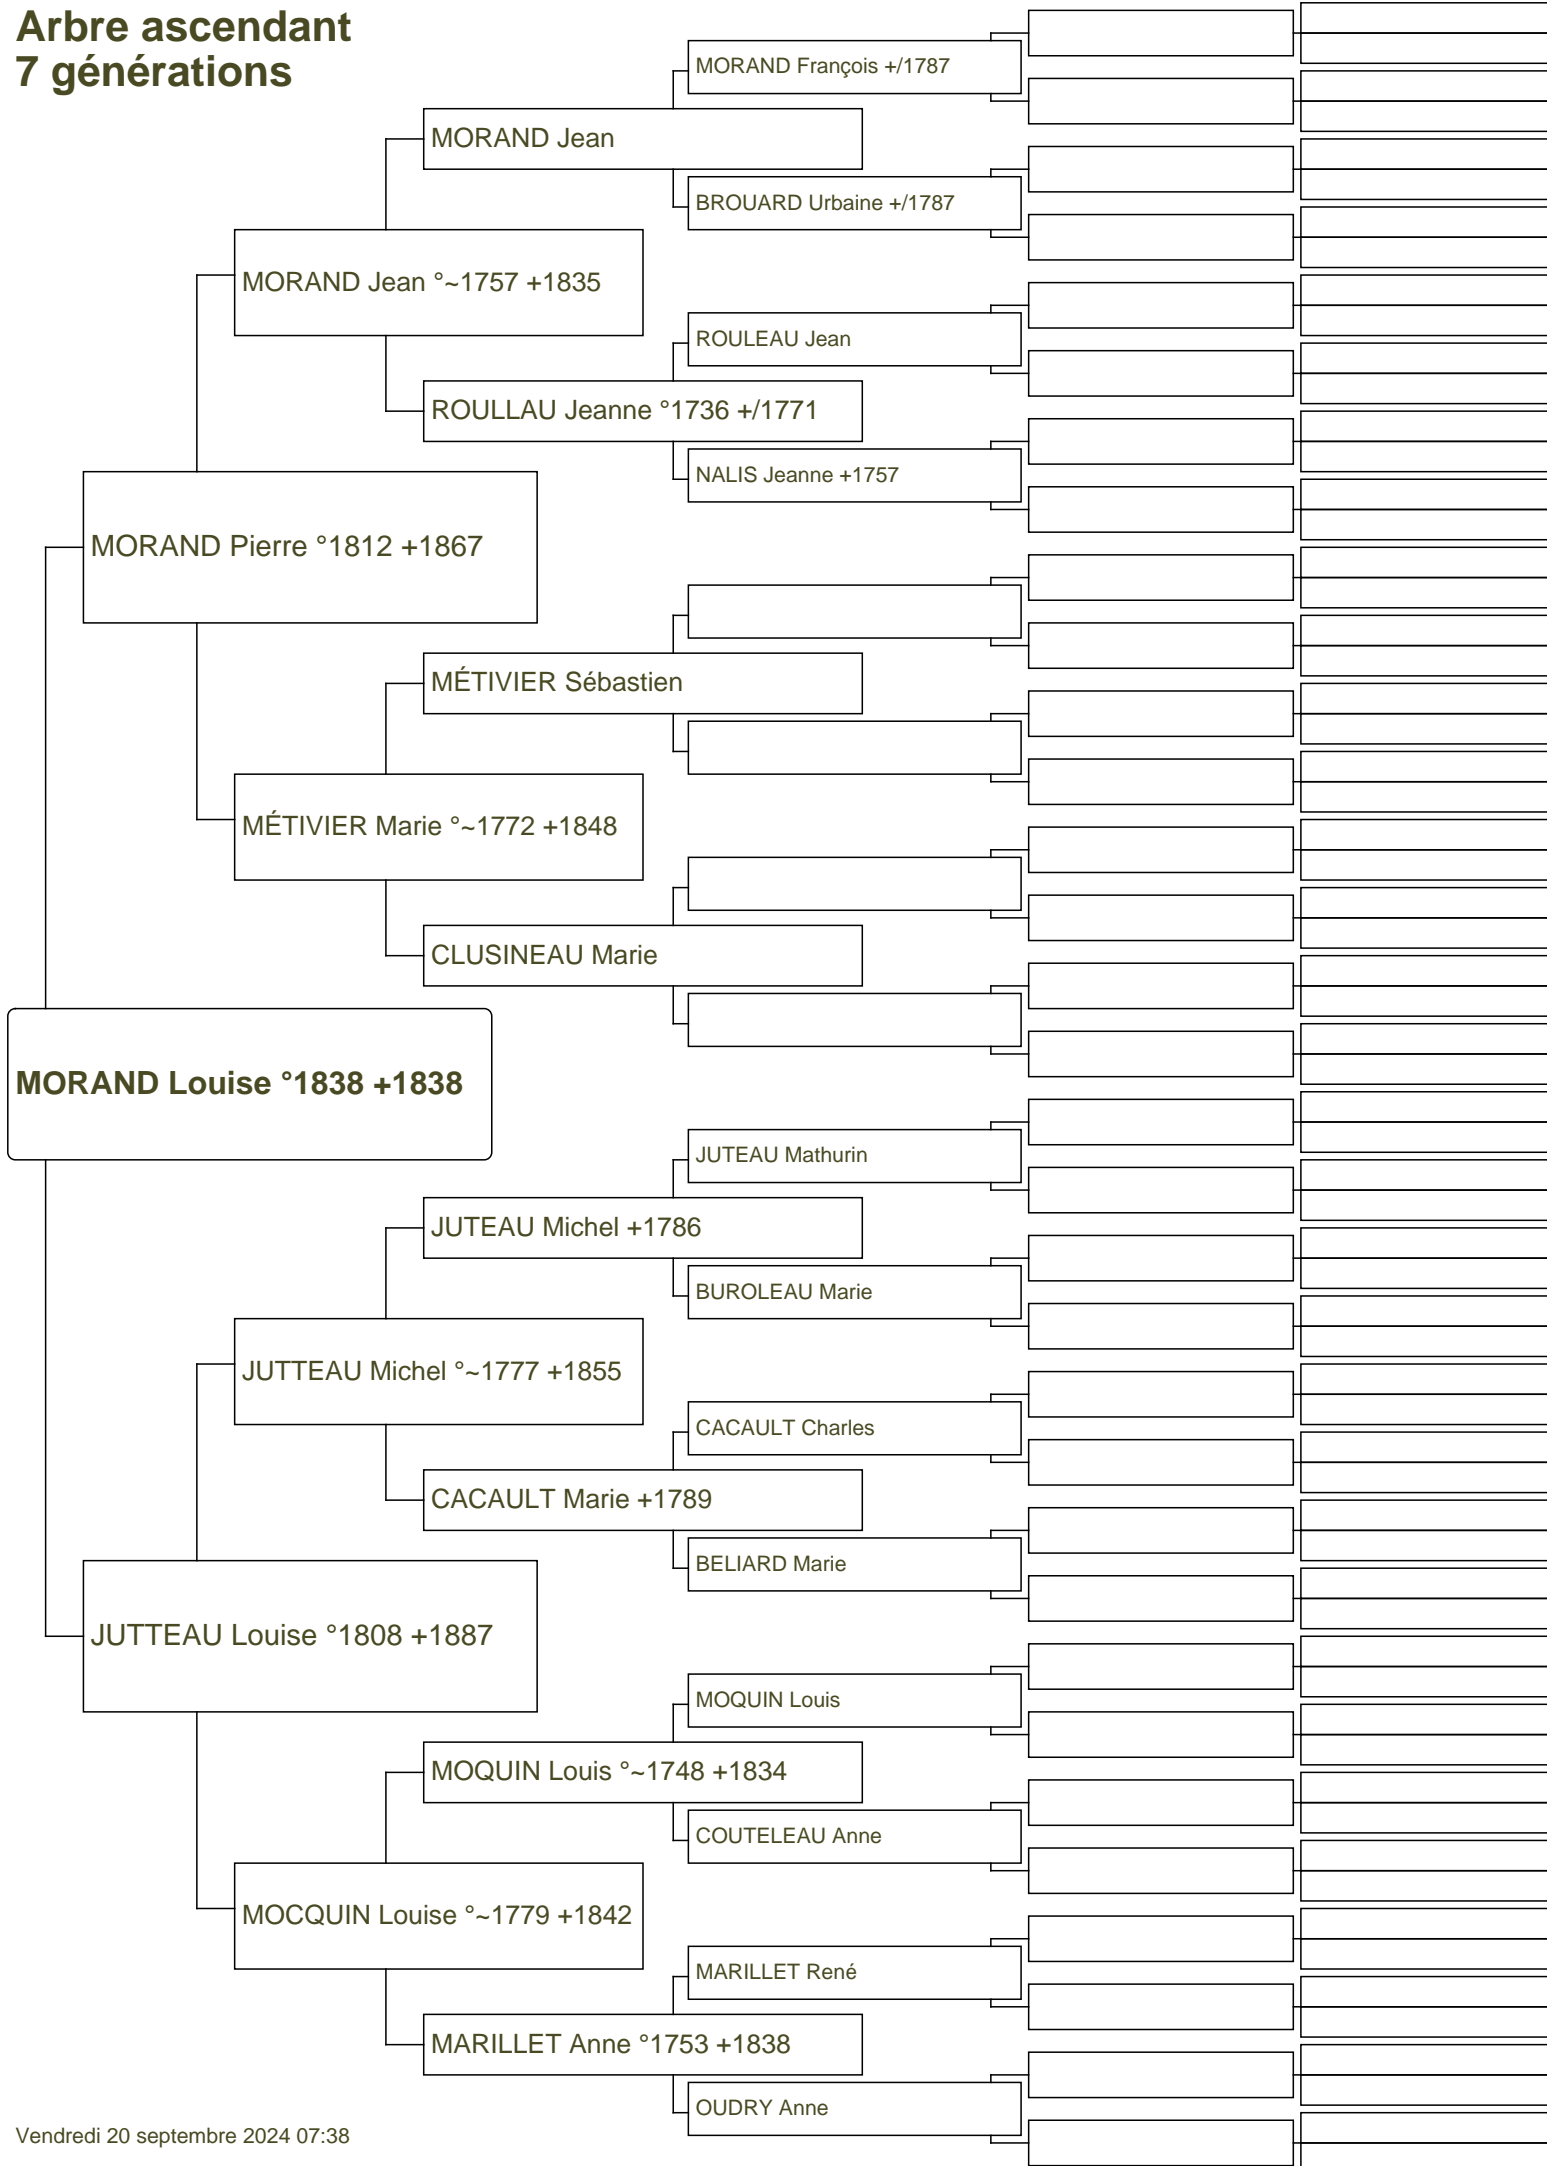 Arbre ascendant
7 générations
MORAND François +/1787
MORAND Jean
BROUARD Urbaine +/1787
MORAND Jean °~1757 +1835
ROULEAU Jean
ROULLAU Jeanne °1736 +/1771
NALIS Jeanne +1757
MORAND Pierre °1812 +1867
MÉTIVIER Sébastien
MÉTIVIER Marie °~1772 +1848
CLUSINEAU Marie
MORAND Louise °1838 +1838
JUTEAU Mathurin
JUTEAU Michel +1786
BUROLEAU Marie
JUTTEAU Michel °~1777 +1855
CACAULT Charles
CACAULT Marie +1789
BELIARD Marie
JUTTEAU Louise °1808 +1887
MOQUIN Louis
MOQUIN Louis °~1748 +1834
COUTELEAU Anne
MOCQUIN Louise °~1779 +1842
MARILLET René
MARILLET Anne °1753 +1838
OUDRY Anne
Vendredi 20 septembre 2024 07:38